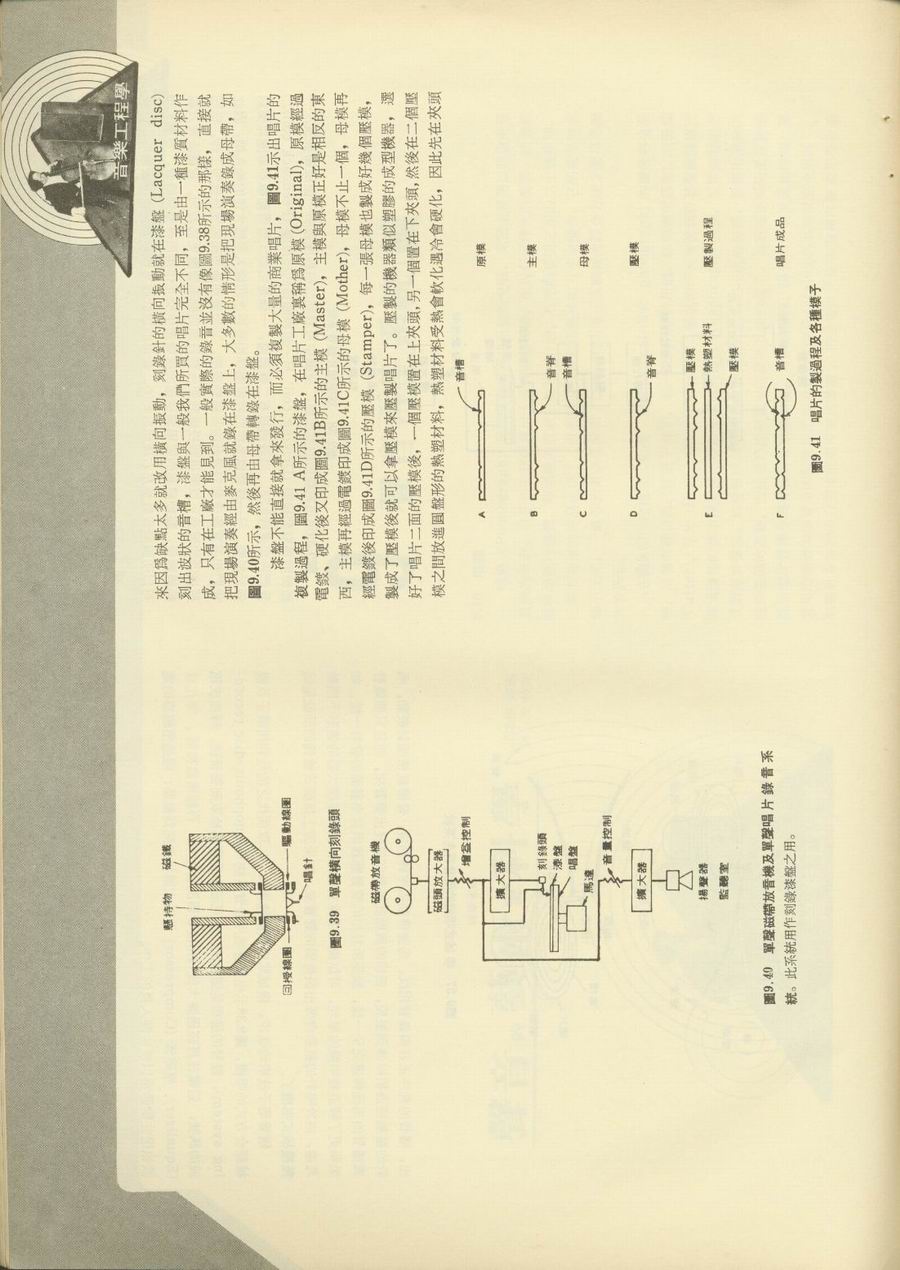 音樂工程學
來因爲缺點太多就改用橫向振動，刻錄針的橫向振動就在漆盤 (Lacquer disc)
刻出波狀的音槽，漆盤與一般我們所買的唱片完全不同，至是由一種漆質材料作
成，只有在工廠才能見到。一般實際的錄音並沒有像圖9.38所示的那樣，直接就
把現場演奏經由麥克風就錄在漆盤上，大多數的情形是把現場演奏錄成母帶，如
圖9.40所示，然後再由母帶轉錄在漆盤。
漆盤不能直接就拿來發行，而必須複製大量的商業唱片，圖9.41示出唱片的
複製過程，圖9.41 A所示的漆盤，在唱片工廠裏稱爲原模 (Original)，原模經過
電鍍、硬化後又印成圖9.41B所示的主模 (Master)，主模與原模正好是相反的東
西，主模再經過電鍍印成圖9.41C所示的母模 (Mother)，母模不止一個，母模再
經電鍍後印成圖9.41D所示的壓模 (Stamper)，每一張母模也製成好幾個壓模，
製成了壓模後就可以拿壓模來壓製唱片了。壓製的機器類似塑膠的成型機器，選
好了唱片二面的壓模後，一個壓模置在上夾頭，另一個置在下夾頭，然後在二個壓
模之間放進圓盤形的熱塑材料，熱塑材料受熱會軟化遇冷會硬化，因此先在夾頭
音槽
A
原模
音脊
B
主模
音槽
C
母模
音脊
D
壓模
壓模
熱塑材料
壓模
E
壓製過程
音槽
F
唱片成品
圖9.41 唱片的製過程及各種模子
懸持物
磁鐵
回授線圈
驅動線圈
唱針
圖9.39 單聲橫向刻錄頭
磁帶放音機
磁頭放大器
增益控制
擴大器
刻錄頭
漆盤
唱盤
馬達
音量控制
擴大器
揚聲器
監聽室
圖9.40 單聲磁帶放音機及單聲唱片錄音系
統。此系統用作刻錄漆盤之用。